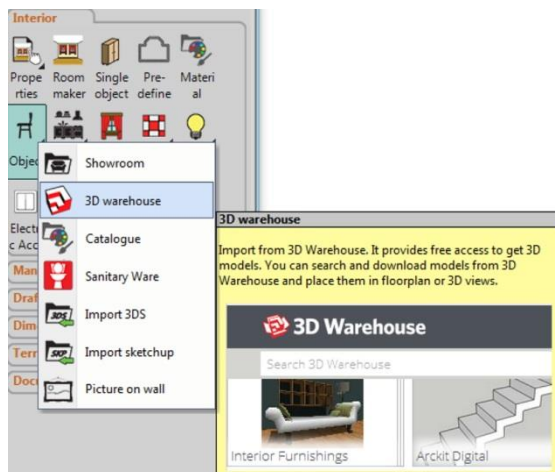 Interior
Prope Room Single Pre- Materi
rties maker object define al
Objec
Showroom
3D warehouse
Catalogue
Sanitary Ware
Import 3DS
Import sketchup
Picture on wall
Electr
c Acc
Man
Draf
Dime
Terr
Docu
3D warehouse
Import from 3D Warehouse. It provides free access to get 3D
models. You can search and download models from 3D
Warehouse and place them in floorplan or 3D views.
3D Warehouse
Search 3D Warehouse
Interior Furnishings
Arckit Digital